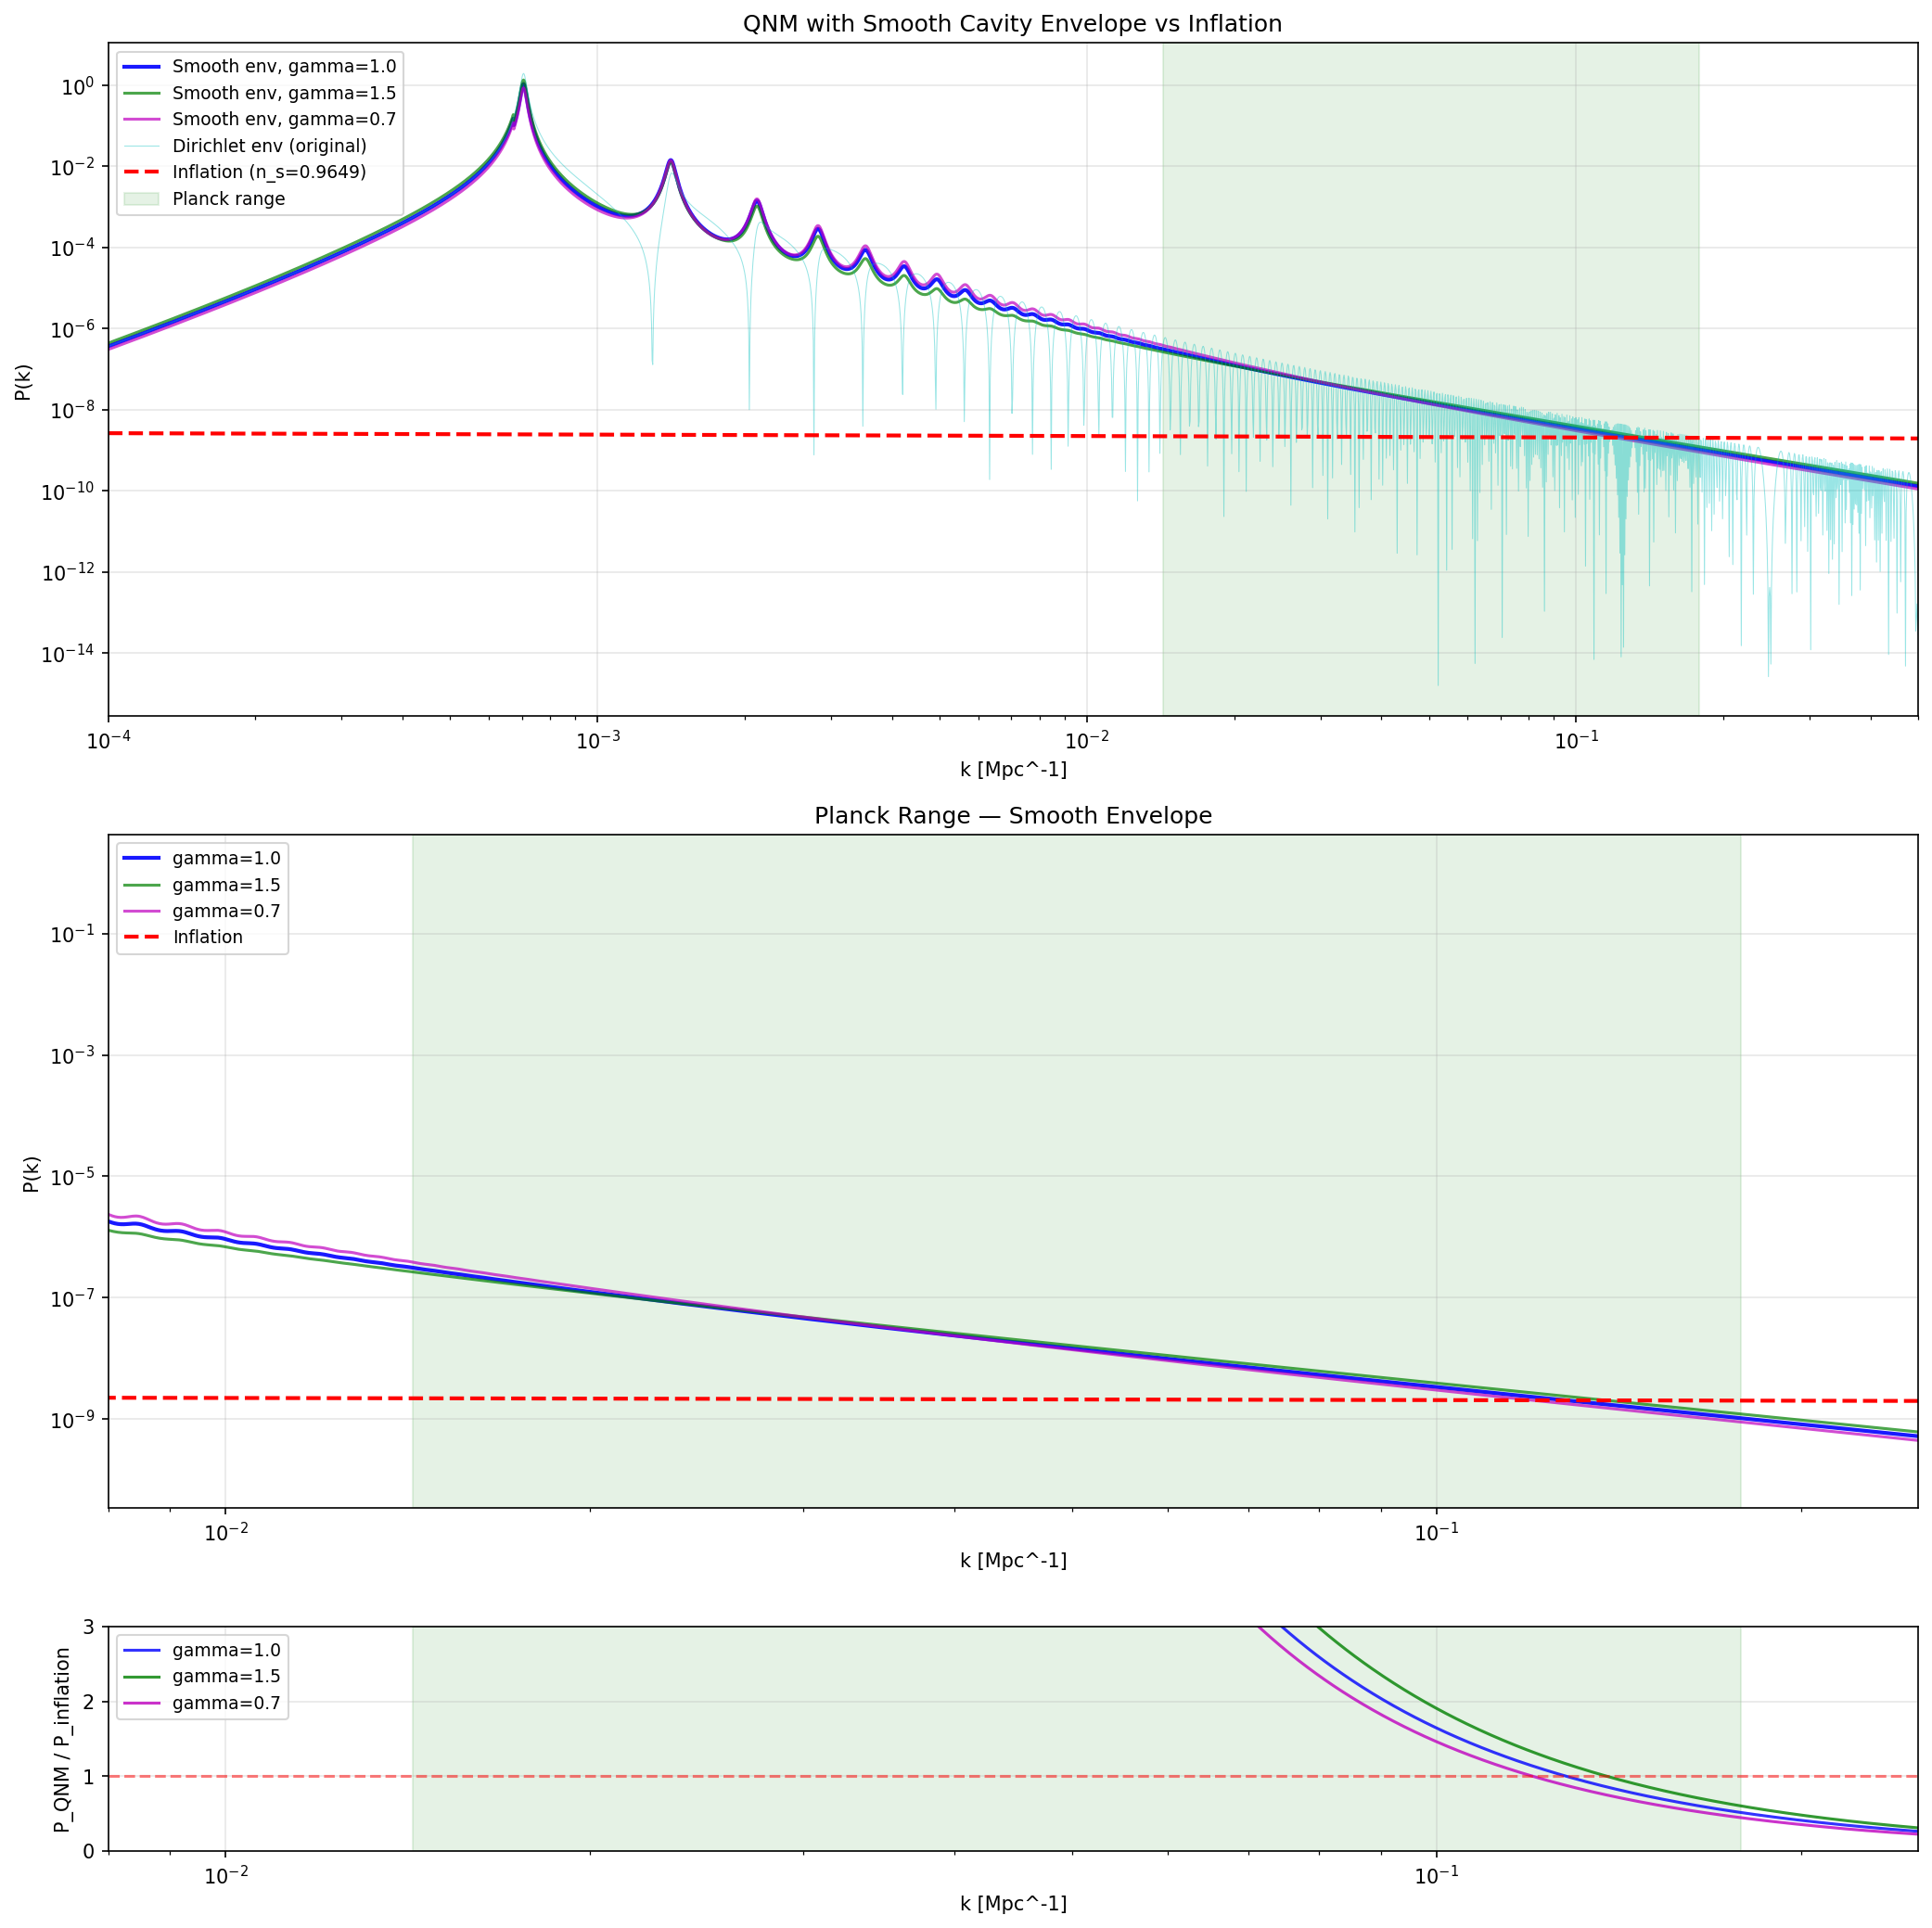 QNM with Smooth Cavity Envelope vs Inflation
Smooth env, gamma=1.0
Smooth env, gamma=1.5
Smooth env, gamma=0.7
Dirichlet env (original)
Inflation (n_s=0.9649)
Planck range
P(k)
10⁰
10⁻²
10⁻⁴
10⁻⁶
10⁻⁸
10⁻¹⁰
10⁻¹²
10⁻¹⁴
10⁻⁴
10⁻³
10⁻²
10⁻¹
k [Mpc^-1]
Planck Range — Smooth Envelope
gamma=1.0
gamma=1.5
gamma=0.7
Inflation
P(k)
10⁻¹
10⁻³
10⁻⁵
10⁻⁷
10⁻⁹
10⁻²
10⁻¹
k [Mpc^-1]
gamma=1.0
gamma=1.5
gamma=0.7
P_QNM / P_inflation
3
2
1
0
10⁻²
10⁻¹
k [Mpc^-1]